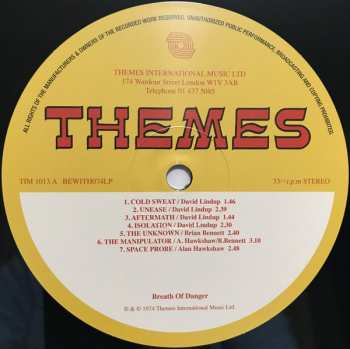 ALL RIGHTS OF THE MANUFACTURERS & OWNERS OF THE RECORDED WORK RESERVED. UNAUTHORIZED PUBLIC PERFORMANCE, BROADCASTING AND COPYING PROHIBITED.
THEMES INTERNATIONAL MUSIC LTD
174 Wardour Street London W1V 3AB
Telephone 01 437 5085
THEMES
TIM 1013 A BEWITH074LP
33⅓ r.p.m STEREO
1. COLD SWEAT / David Lindup 1.46
2. UNEASE / David Lindup 2.30
3. AFTERMATH / David Lindup 1.44
4. ISOLATION / David Lindup 2.30
5. THE UNKNOWN / Brian Bennett 2.40
6. THE MANIPULATOR / A. Hawkshaw/B.Bennett 3.10
7. SPACE PROBE / Alan Hawkshaw 2.48
Breath Of Danger
℗ & © 1974 Themes International Music Ltd.